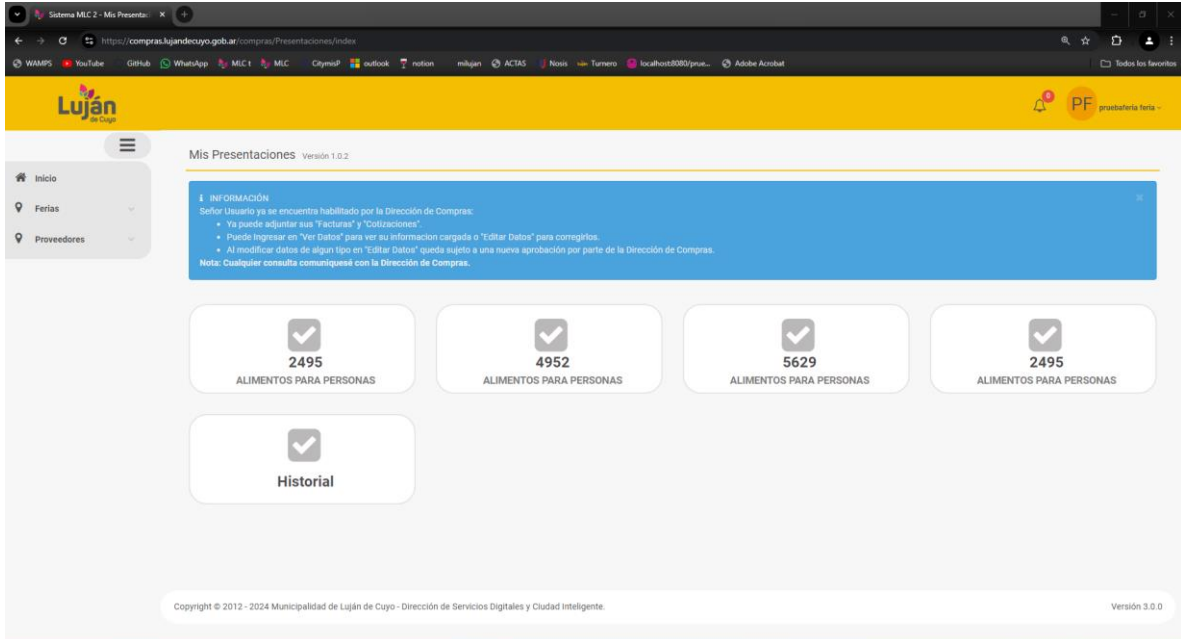 Sistema MLC 2 - Mis Presentac
https://compras.lujandecuyo.gob.ar/compras/Presentaciones/index
WAMPS YouTube GitHub WhatsApp MLC t MLC CitymisP outlook notion milujan ACTAS Nosis Turnero localhost8080/prue... Adobe Acrobat Todos los favoritos
Luján
de Cuyo
0
PF pruebaferia feria
Mis Presentaciones Versión 1.0.2
Inicio
Ferias
Proveedores
i INFORMACIÓN ×
Señor Usuario ya se encuentra habilitado por la Dirección de Compras:
• Ya puede adjuntar sus "Facturas" y "Cotizaciones".
• Puede Ingresar en "Ver Datos" para ver su informacion cargada o "Editar Datos" para corregirlos.
• Al modificar datos de algun tipo en "Editar Datos" queda sujeto a una nueva aprobación por parte de la Dirección de Compras.
Nota: Cualquier consulta comuniquesé con la Dirección de Compras.
2495
ALIMENTOS PARA PERSONAS
4952
ALIMENTOS PARA PERSONAS
5629
ALIMENTOS PARA PERSONAS
2495
ALIMENTOS PARA PERSONAS
Historial
Copyright © 2012 - 2024 Municipalidad de Luján de Cuyo - Dirección de Servicios Digitales y Ciudad Inteligente. Versión 3.0.0